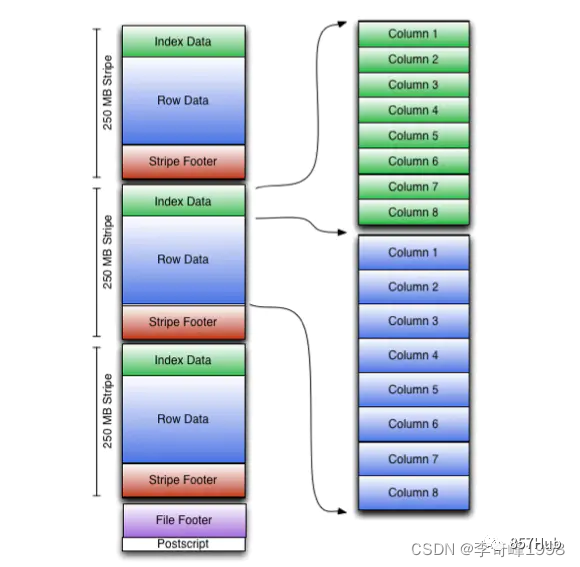 250 MB Stripe
Index Data
Row Data
Stripe Footer
250 MB Stripe
Index Data
Row Data
Stripe Footer
250 MB Stripe
Index Data
Row Data
Stripe Footer
File Footer
Postscript
Column 1
Column 2
Column 3
Column 4
Column 5
Column 6
Column 7
Column 8
Column 1
Column 2
Column 3
Column 4
Column 5
Column 6
Column 7
Column 8
857Hub
CSDN @李奇峰1998